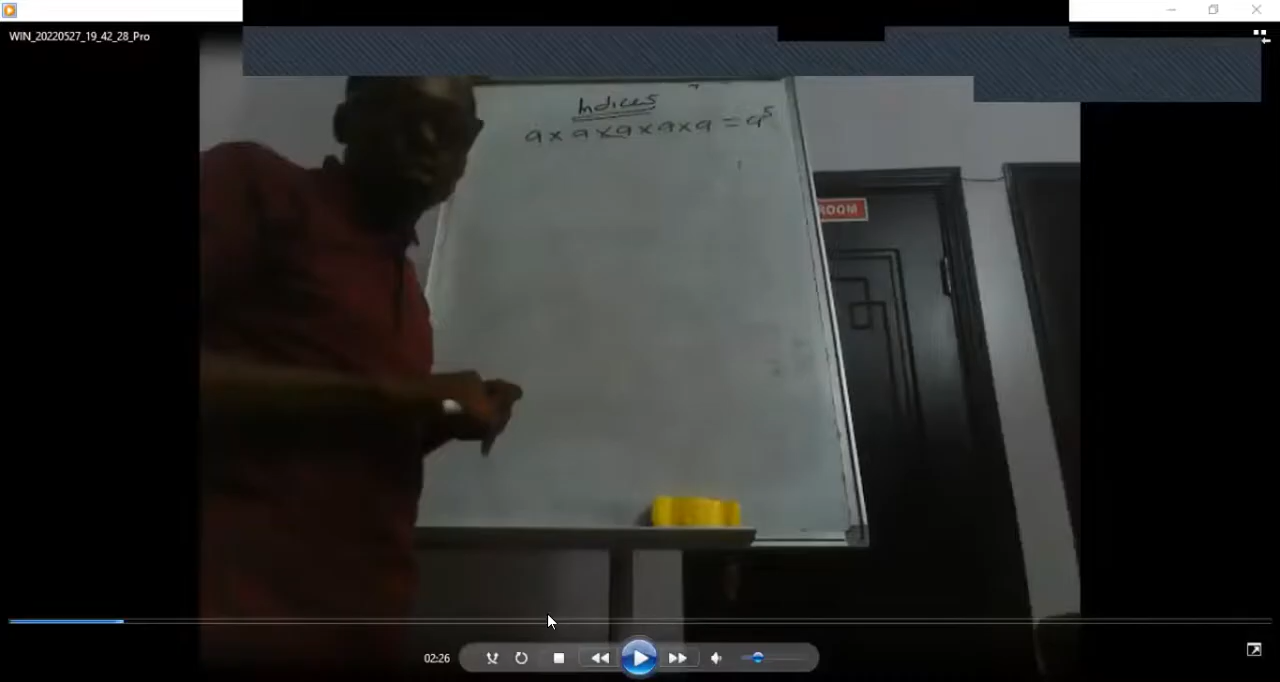 WIN_20220527_19_42_28_Pro
Indices
a x a x a x a x a = a⁵
ROOM
02:26